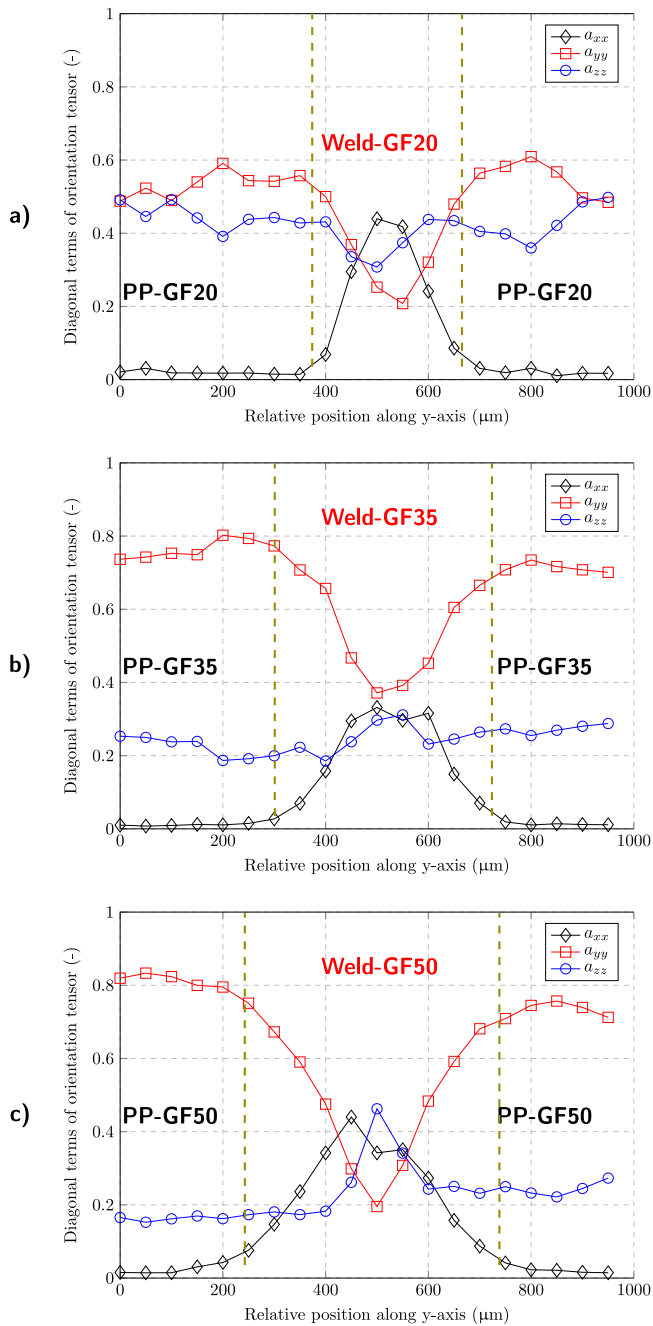 a)
Diagonal terms of orientation tensor (-)
1
0.8
0.6
0.4
0.2
0
a_xx
a_yy
a_zz
Weld-GF20
PP-GF20
PP-GF20
0
200
400
600
800
1000
Relative position along y-axis (μm)
b)
Diagonal terms of orientation tensor (-)
1
0.8
0.6
0.4
0.2
0
a_xx
a_yy
a_zz
Weld-GF35
PP-GF35
PP-GF35
0
200
400
600
800
1000
Relative position along y-axis (μm)
c)
Diagonal terms of orientation tensor (-)
1
0.8
0.6
0.4
0.2
0
a_xx
a_yy
a_zz
Weld-GF50
PP-GF50
PP-GF50
0
200
400
600
800
1000
Relative position along y-axis (μm)